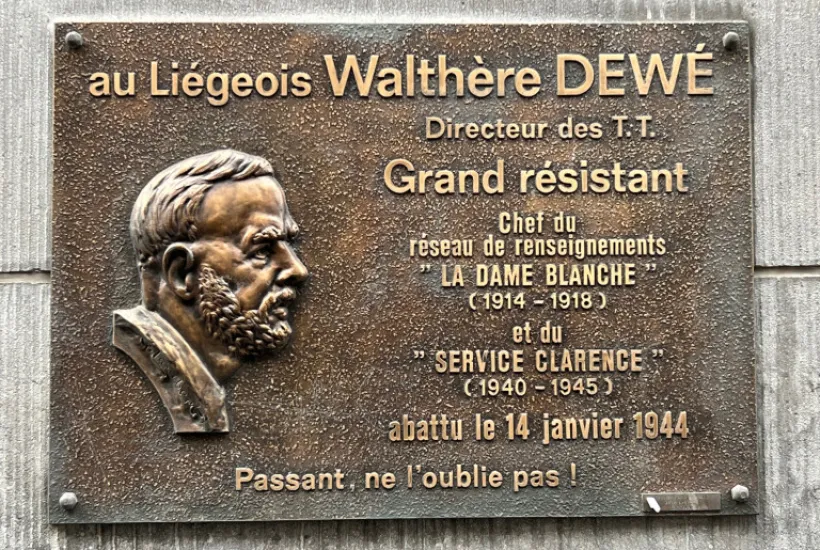 au Liégeois Walthère DEWÉ
Directeur des T.T.
Grand résistant
Chef du
réseau de renseignements
" LA DAME BLANCHE "
(1914 - 1918)
et du
" SERVICE CLARENCE "
(1940 - 1945)
abattu le 14 janvier 1944
Passant, ne l'oublie pas !